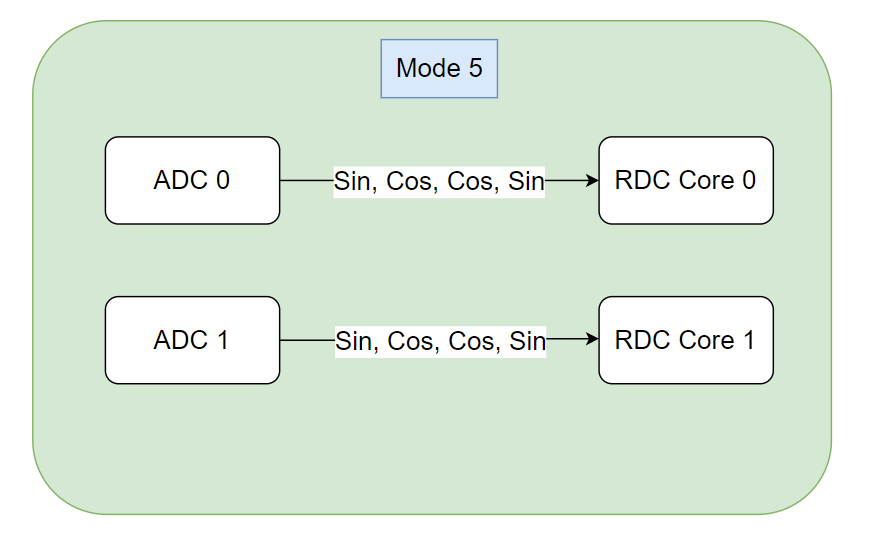 Mode 5
ADC 0
Sin, Cos, Cos, Sin
RDC Core 0
ADC 1
Sin, Cos, Cos, Sin
RDC Core 1